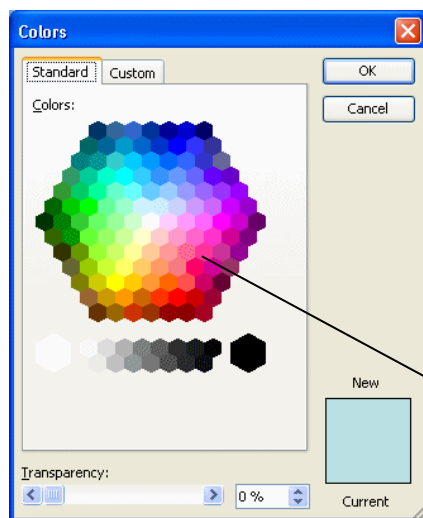 Colors
Standard Custom
OK
Cancel
Colors:
New
Transparency:
0 %
Current